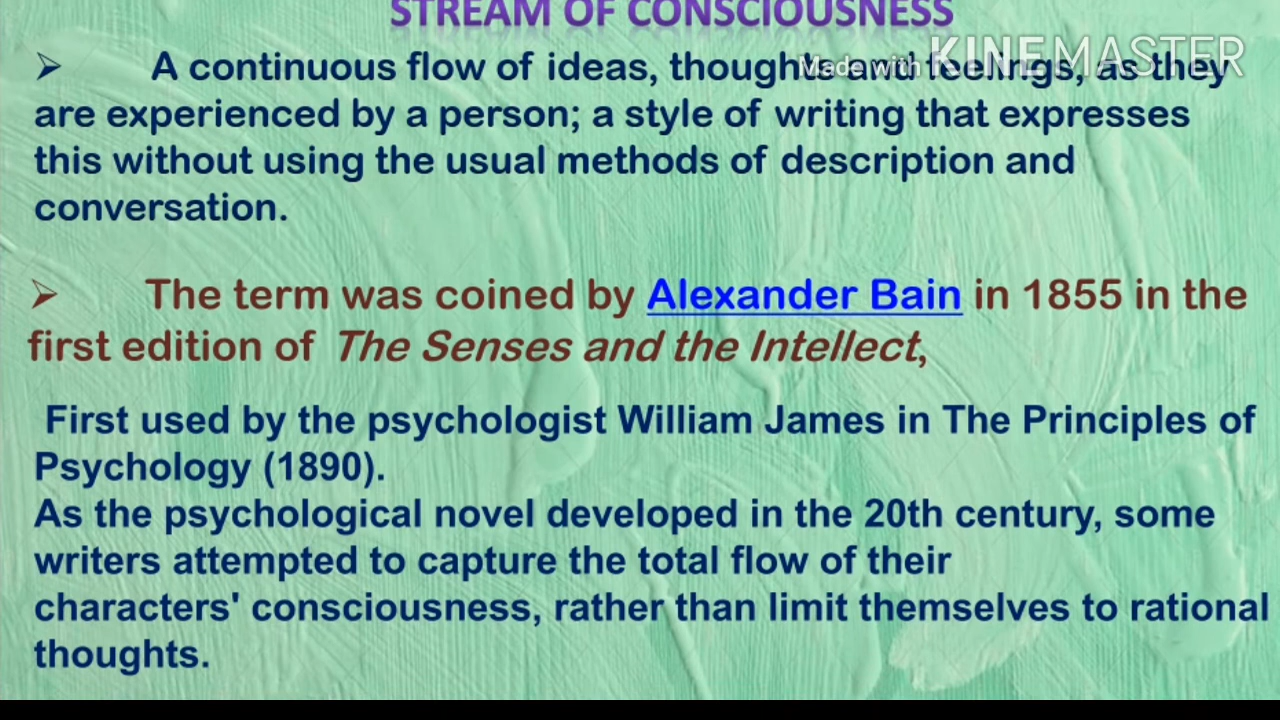 STREAM OF CONSCIOUSNESS
➢ A continuous flow of ideas, thoughts and feelings, as they
Made with KINEMASTER
are experienced by a person; a style of writing that expresses
this without using the usual methods of description and
conversation.
➢ The term was coined by Alexander Bain in 1855 in the
first edition of The Senses and the Intellect,
First used by the psychologist William James in The Principles of
Psychology (1890).
As the psychological novel developed in the 20th century, some
writers attempted to capture the total flow of their
characters' consciousness, rather than limit themselves to rational
thoughts.